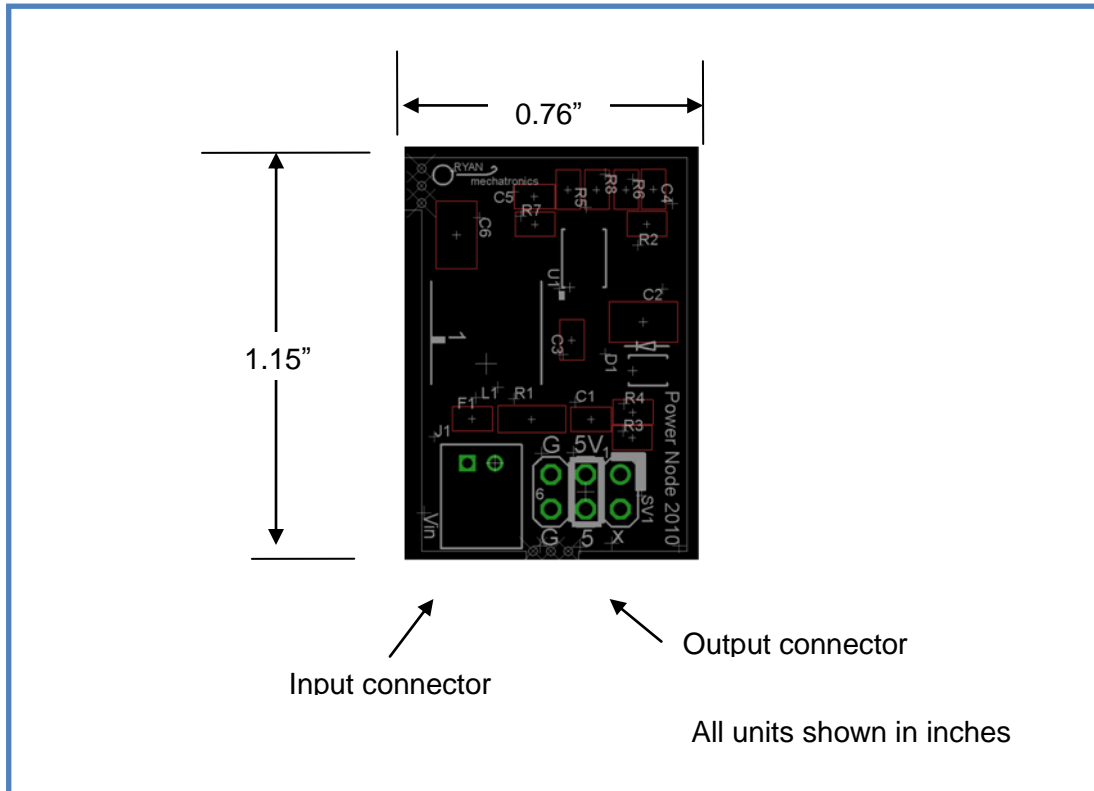 0.76”
RYAN
mechatronics
C5
R7
R5
R8
R6
C4
C6
R2
U1
C2
1
C3
D1
1.15”
L1
R1
C1
R4
F1
R3
J1
G 5V 1
6
SV1
Vin
G 5 X
Power Node 2010
Output connector
Input connector
All units shown in inches